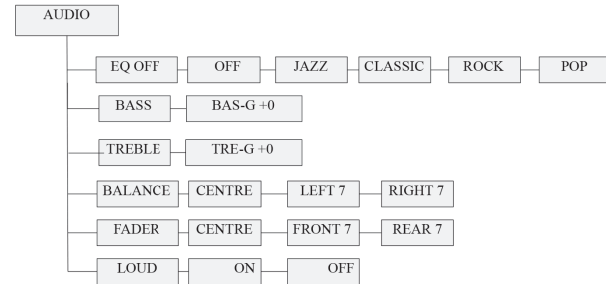 AUDIO
EQ OFF OFF JAZZ CLASSIC ROCK POP
BASS BAS-G +0
TREBLE TRE-G +0
BALANCE CENTRE LEFT 7 RIGHT 7
FADER CENTRE FRONT 7 REAR 7
LOUD ON OFF